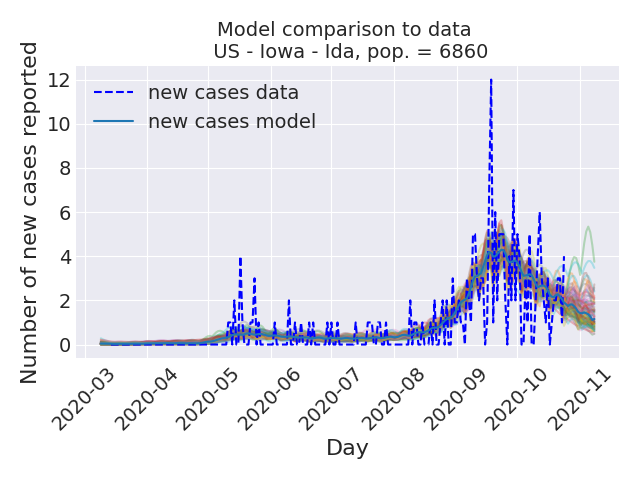 Model comparison to data
US - Iowa - Ida, pop. = 6860
Number of new cases reported
12
10
8
6
4
2
0
new cases data
new cases model
2020-03
2020-04
2020-05
2020-06
2020-07
2020-08
2020-09
2020-10
2020-11
Day